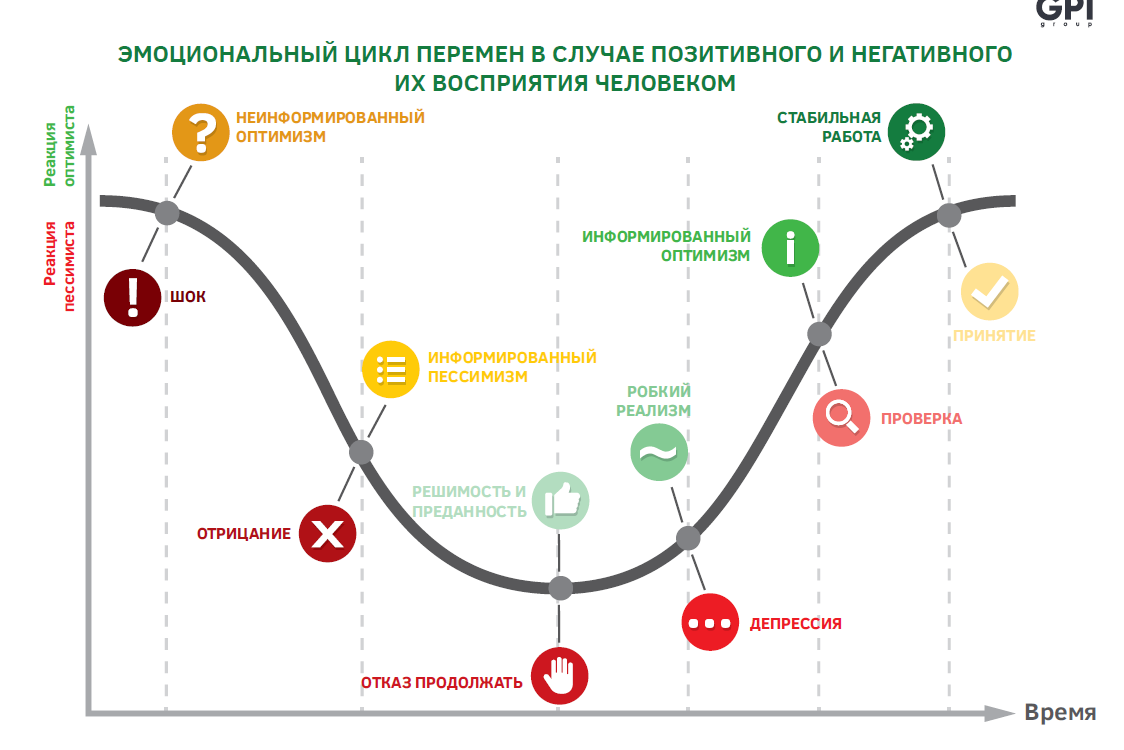 GPI
group
ЭМОЦИОНАЛЬНЫЙ ЦИКЛ ПЕРЕМЕН В СЛУЧАЕ ПОЗИТИВНОГО И НЕГАТИВНОГО
ИХ ВОСПРИЯТИЯ ЧЕЛОВЕКОМ
Реакция
оптимиста
Реакция
пессимиста
НЕИНФОРМИРОВАННЫЙ
ОПТИМИЗМ
СТАБИЛЬНАЯ
РАБОТА
ИНФОРМИРОВАННЫЙ
ОПТИМИЗМ
ШОК
ПРИНЯТИЕ
ИНФОРМИРОВАННЫЙ
ПЕССИМИЗМ
РОБКИЙ
РЕАЛИЗМ
ПРОВЕРКА
РЕШИМОСТЬ И
ПРЕДАННОСТЬ
ОТРИЦАНИЕ
ДЕПРЕССИЯ
ОТКАЗ ПРОДОЛЖАТЬ
Время